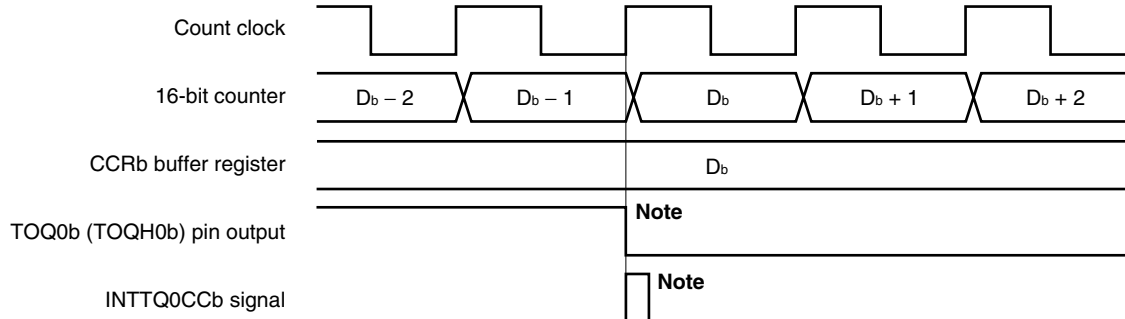 Count clock
16-bit counter
Db − 2 Db − 1 Db Db + 1 Db + 2
CCRb buffer register
Db
TOQ0b (TOQH0b) pin output
Note
INTTQ0CCb signal
Note